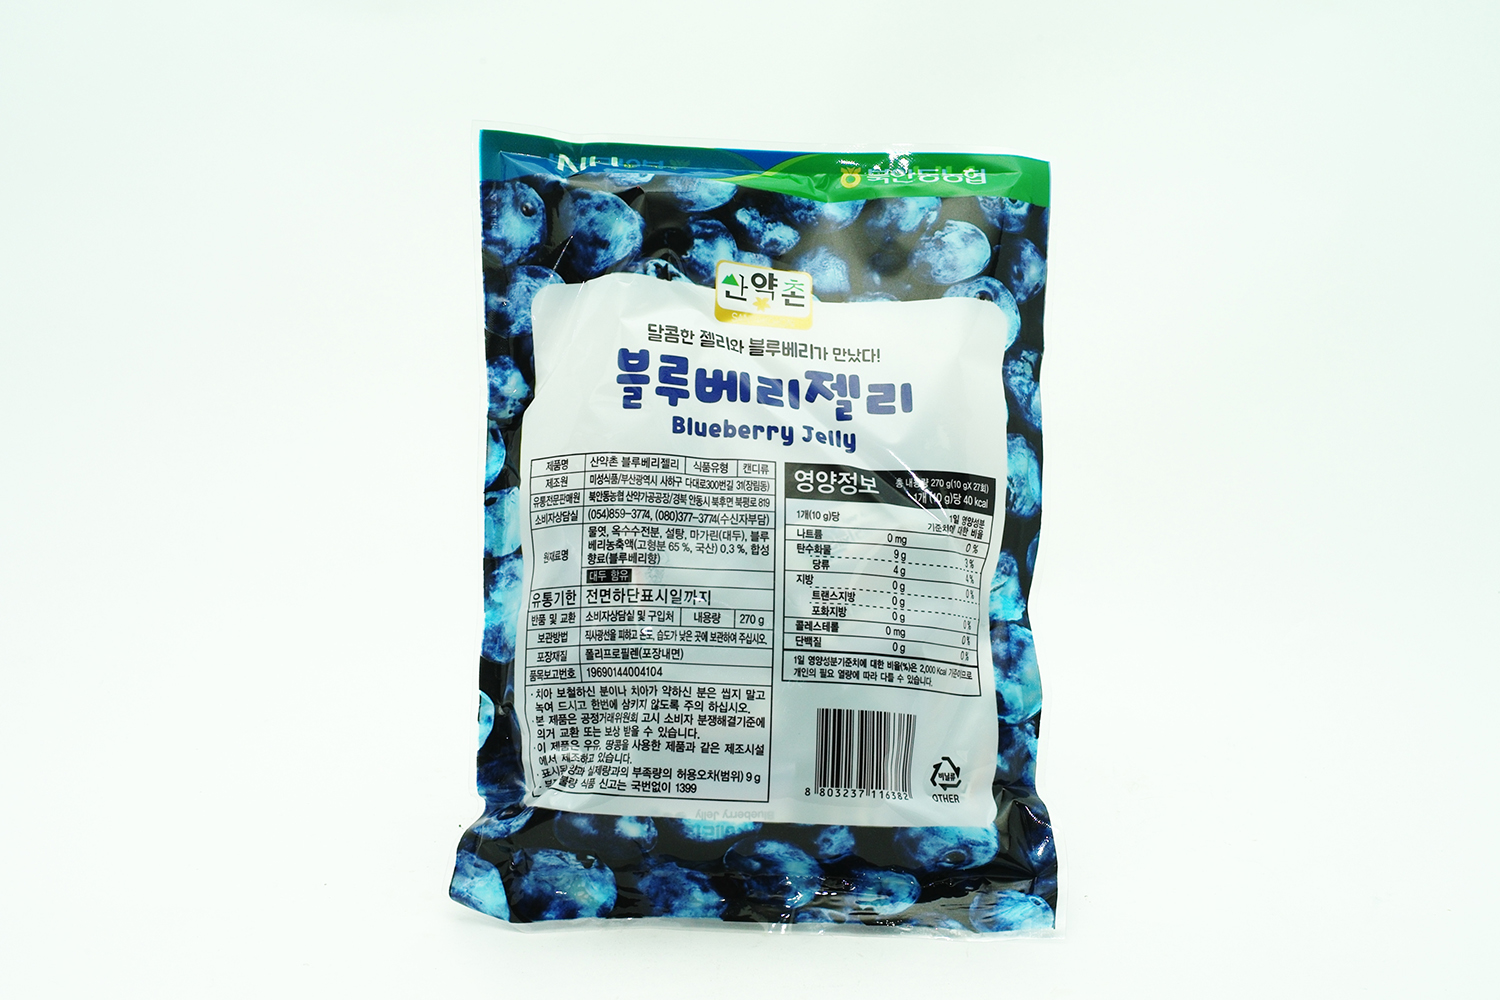 북안동농협
산약촌
달콤한 젤리와 블루베리가 만났다!
블루베리젤리
Blueberry Jelly
제품명 산약촌 블루베리젤리 식품유형 캔디류
제조원 미성식품/부산광역시 사하구 다대로300번길 31(장림동)
유통전문판매원 북안동농협 산약가공공장/경북 안동시 북후면 북평로 819
소비자상담실 (054)859-3774, (080)377-3774(수신자부담)
원재료명 물엿, 옥수수전분, 설탕, 마가린(대두), 블루
베리농축액(고형분 65 %, 국산) 0.3 %, 합성
향료(블루베리향)
대두 함유
유통기한 전면하단표시일까지
반품 및 교환 소비자상담실 및 구입처 내용량 270 g
보관방법 직사광선을 피하고 온도, 습도가 낮은 곳에 보관하여 주십시오.
포장재질 폴리프로필렌(포장내면)
품목보고번호 19690144004104
· 치아 보철하신 분이나 치아가 약하신 분은 씹지 말고
녹여 드시고 한번에 삼키지 않도록 주의 하십시오.
· 본 제품은 공정거래위원회 고시 소비자 분쟁해결기준에
의거 교환 또는 보상 받을 수 있습니다.
· 이 제품은 우유, 땅콩을 사용한 제품과 같은 제조시설
에서 제조하고 있습니다.
· 표시무량과 실제량과의 부족량의 허용오차(범위) 9 g
· 부정·불량 식품 신고는 국번없이 1399
영양정보 총 내용량 270 g(10 g X 27회)
1개 (10 g)당 40 kcal
1개(10 g)당 1일 영양성분
기준치에 대한 비율
나트륨 0 mg 0 %
탄수화물 9 g 3 %
당류 4 g 4 %
지방 0 g 0 %
트랜스지방 0 g
포화지방 0 g 0 %
콜레스테롤 0 mg 0 %
단백질 0 g 0 %
1일 영양성분기준치에 대한 비율(%)은 2,000 Kcal 기준이므로
개인의 필요 열량에 따라 다를 수 있습니다.
8 803237 116382
비닐류
OTHER